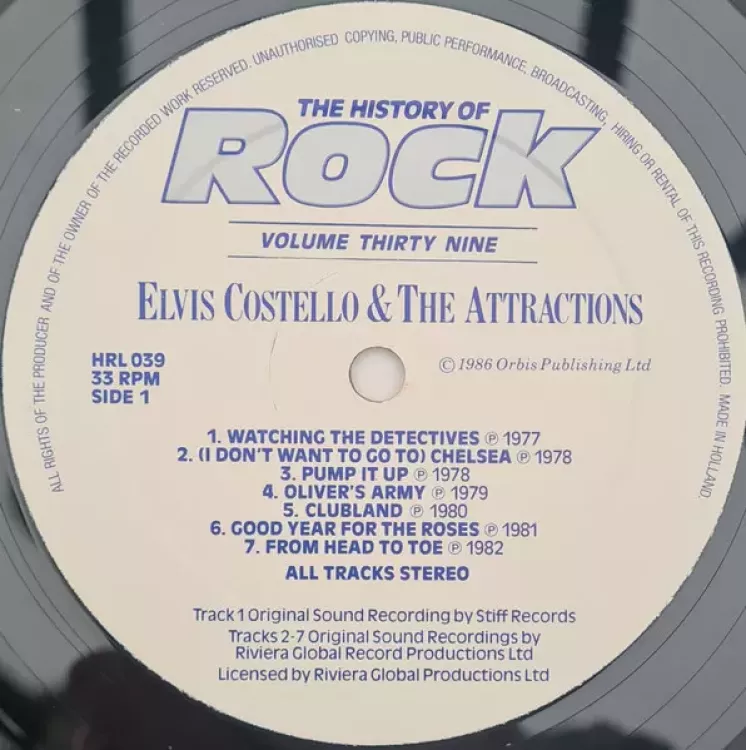 ALL RIGHTS OF THE PRODUCER AND OF THE OWNER OF THE RECORDED WORK RESERVED. UNAUTHORISED COPYING, PUBLIC PERFORMANCE, BROADCASTING, HIRING OR RENTAL OF THIS RECORDING PROHIBITED. MADE IN HOLLAND.
THE HISTORY OF
ROCK
VOLUME THIRTY NINE
ELVIS COSTELLO & THE ATTRACTIONS
HRL 039
33 RPM
SIDE 1
© 1986 Orbis Publishing Ltd
1. WATCHING THE DETECTIVES ℗ 1977
2. (I DON'T WANT TO GO TO) CHELSEA ℗ 1978
3. PUMP IT UP ℗ 1978
4. OLIVER'S ARMY ℗ 1979
5. CLUBLAND ℗ 1980
6. GOOD YEAR FOR THE ROSES ℗ 1981
7. FROM HEAD TO TOE ℗ 1982
ALL TRACKS STEREO
Track 1 Original Sound Recording by Stiff Records
Tracks 2-7 Original Sound Recordings by
Riviera Global Record Productions Ltd
Licensed by Riviera Global Productions Ltd